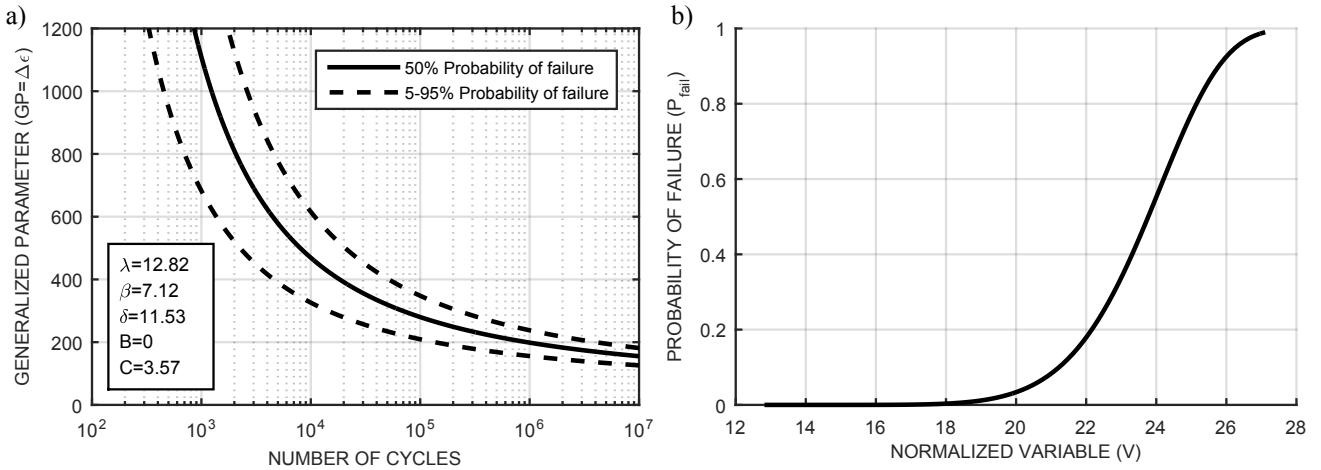 a)
GENERALIZED PARAMETER (GP=Δϵ)
1200
1000
800
600
400
200
0
50% Probability of failure
5-95% Probability of failure
λ=12.82
β=7.12
δ=11.53
B=0
C=3.57
10^2 10^3 10^4 10^5 10^6 10^7
NUMBER OF CYCLES
b)
PROBABILITY OF FAILURE (P_fail)
1
0.8
0.6
0.4
0.2
0
12 14 16 18 20 22 24 26 28
NORMALIZED VARIABLE (V)